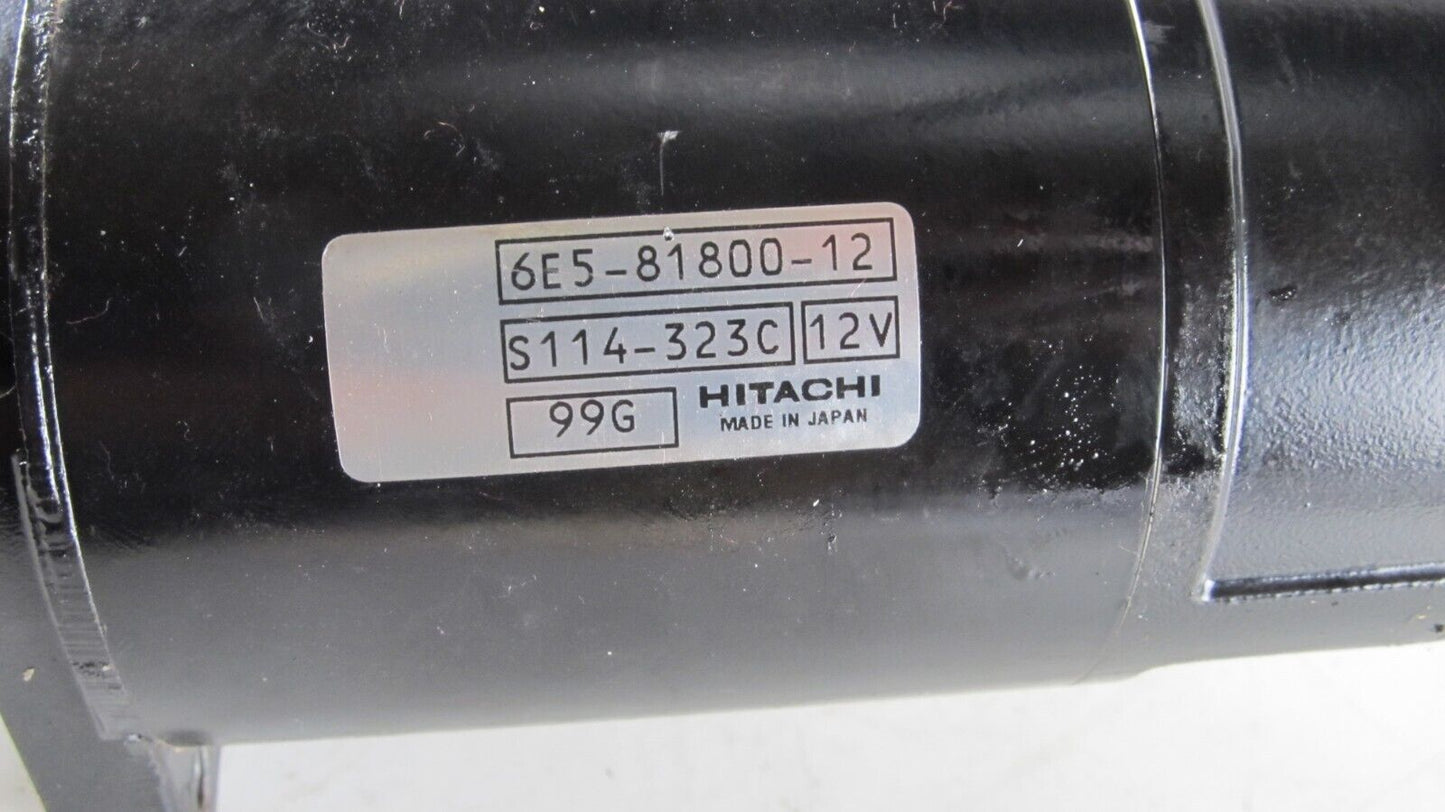 6E5-81800-12
S114-323C 12V
99G HITACHI
MADE IN JAPAN